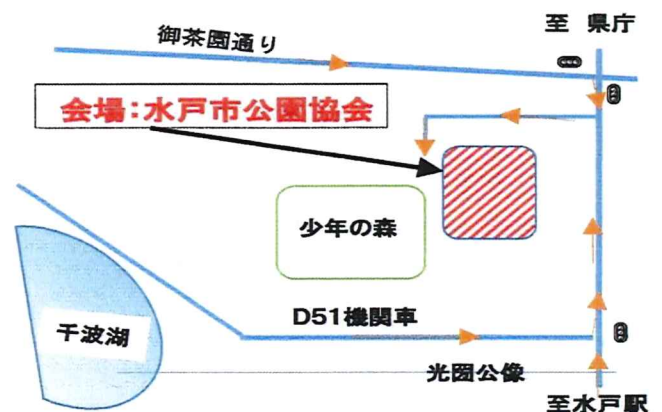 至 県庁
御茶園通り
会場:水戸市公園協会
少年の森
D51機関車
千波湖
光圀公像
至水戸駅